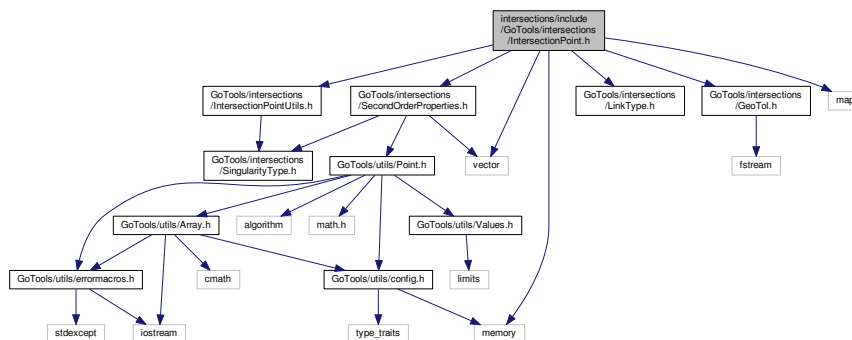 intersections/include
/GoTools/intersections
/IntersectionPoint.h
GoTools/intersections
/IntersectionPointUtils.h
GoTools/intersections
/SecondOrderProperties.h
GoTools/intersections
/LinkType.h
GoTools/intersections
/GeoTol.h
map
GoTools/intersections
/SingularityType.h
GoTools/utils/Point.h
vector
fstream
GoTools/utils/Array.h
algorithm
math.h
GoTools/utils/Values.h
GoTools/utils/errormacros.h
cmath
GoTools/utils/config.h
limits
stdexcept
iostream
type_traits
memory